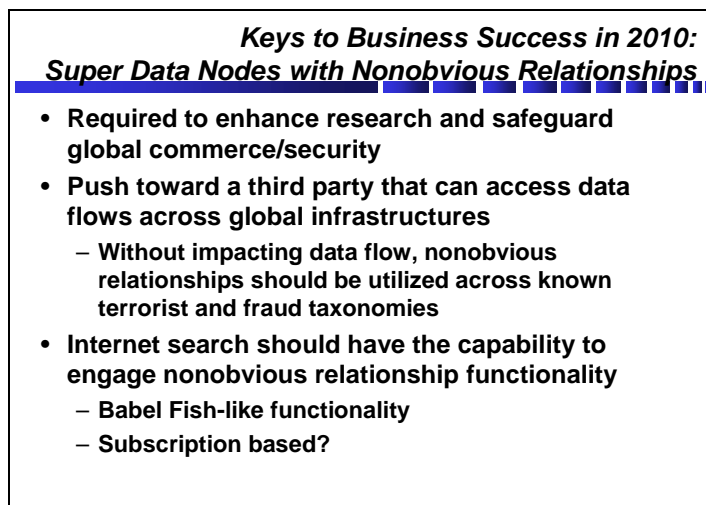 Keys to Business Success in 2010:
Super Data Nodes with Nonobvious Relationships
• Required to enhance research and safeguard
global commerce/security
• Push toward a third party that can access data
flows across global infrastructures
– Without impacting data flow, nonobvious
relationships should be utilized across known
terrorist and fraud taxonomies
• Internet search should have the capability to
engage nonobvious relationship functionality
– Babel Fish-like functionality
– Subscription based?